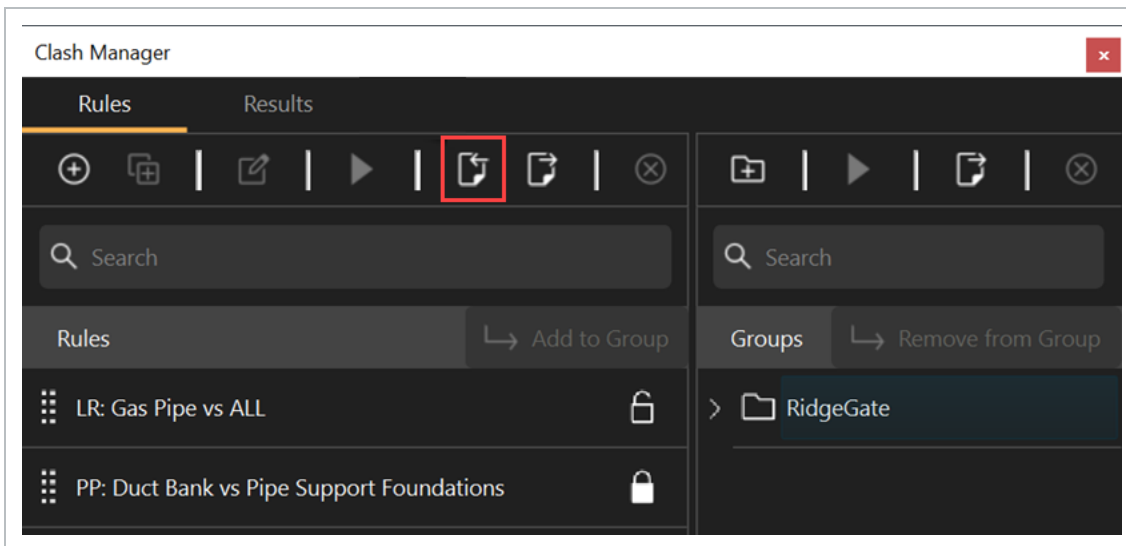 Clash Manager
Rules Results
Search
Search
Rules Add to Group
Groups Remove from Group
LR: Gas Pipe vs ALL
RidgeGate
PP: Duct Bank vs Pipe Support Foundations